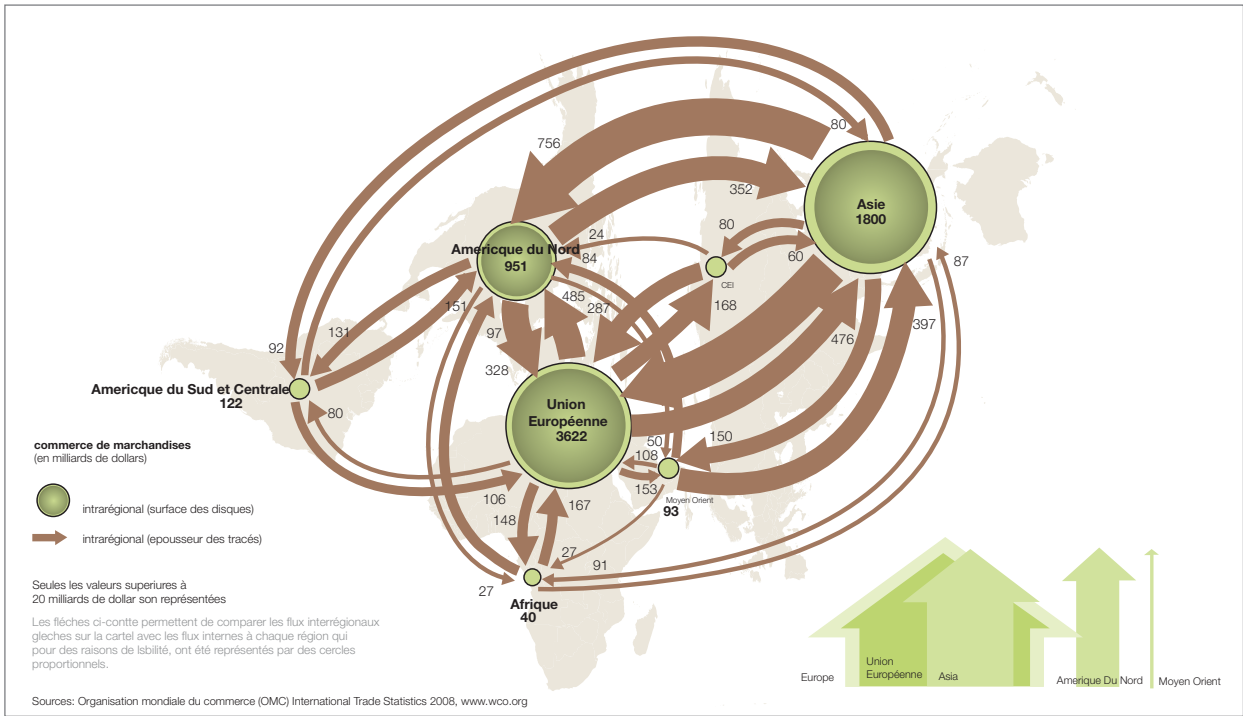 80
756
352
Asie
1800
Americque du Nord
951
24
84
80
60
87
CEI
151
485
287
168
397
131
97
476
92
328
Americque du Sud et Centrale
122
Union
Européenne
3622
80
commerce de marchandises
(en milliards de dollars)
50
108
150
153
Moyen Orient
93
intrarégional (surface des disques)
106
148
167
intrarégional (epousseur des tracés)
27
91
Seules les valeurs superiures à
20 milliards de dollar son représentées
27
Afrique
40
Les fléches ci-contte permettent de comparer les flux interrégionaux
gleches sur la cartel avec les flux internes à chaque région qui
pour des raisons de lsbilité, ont été représentés par des cercles
proportionnels.
Europe
Union
Européenne
Asia
Amerique Du Nord
Moyen Orient
Sources: Organisation mondiale du commerce (OMC) International Trade Statistics 2008, www.wco.org